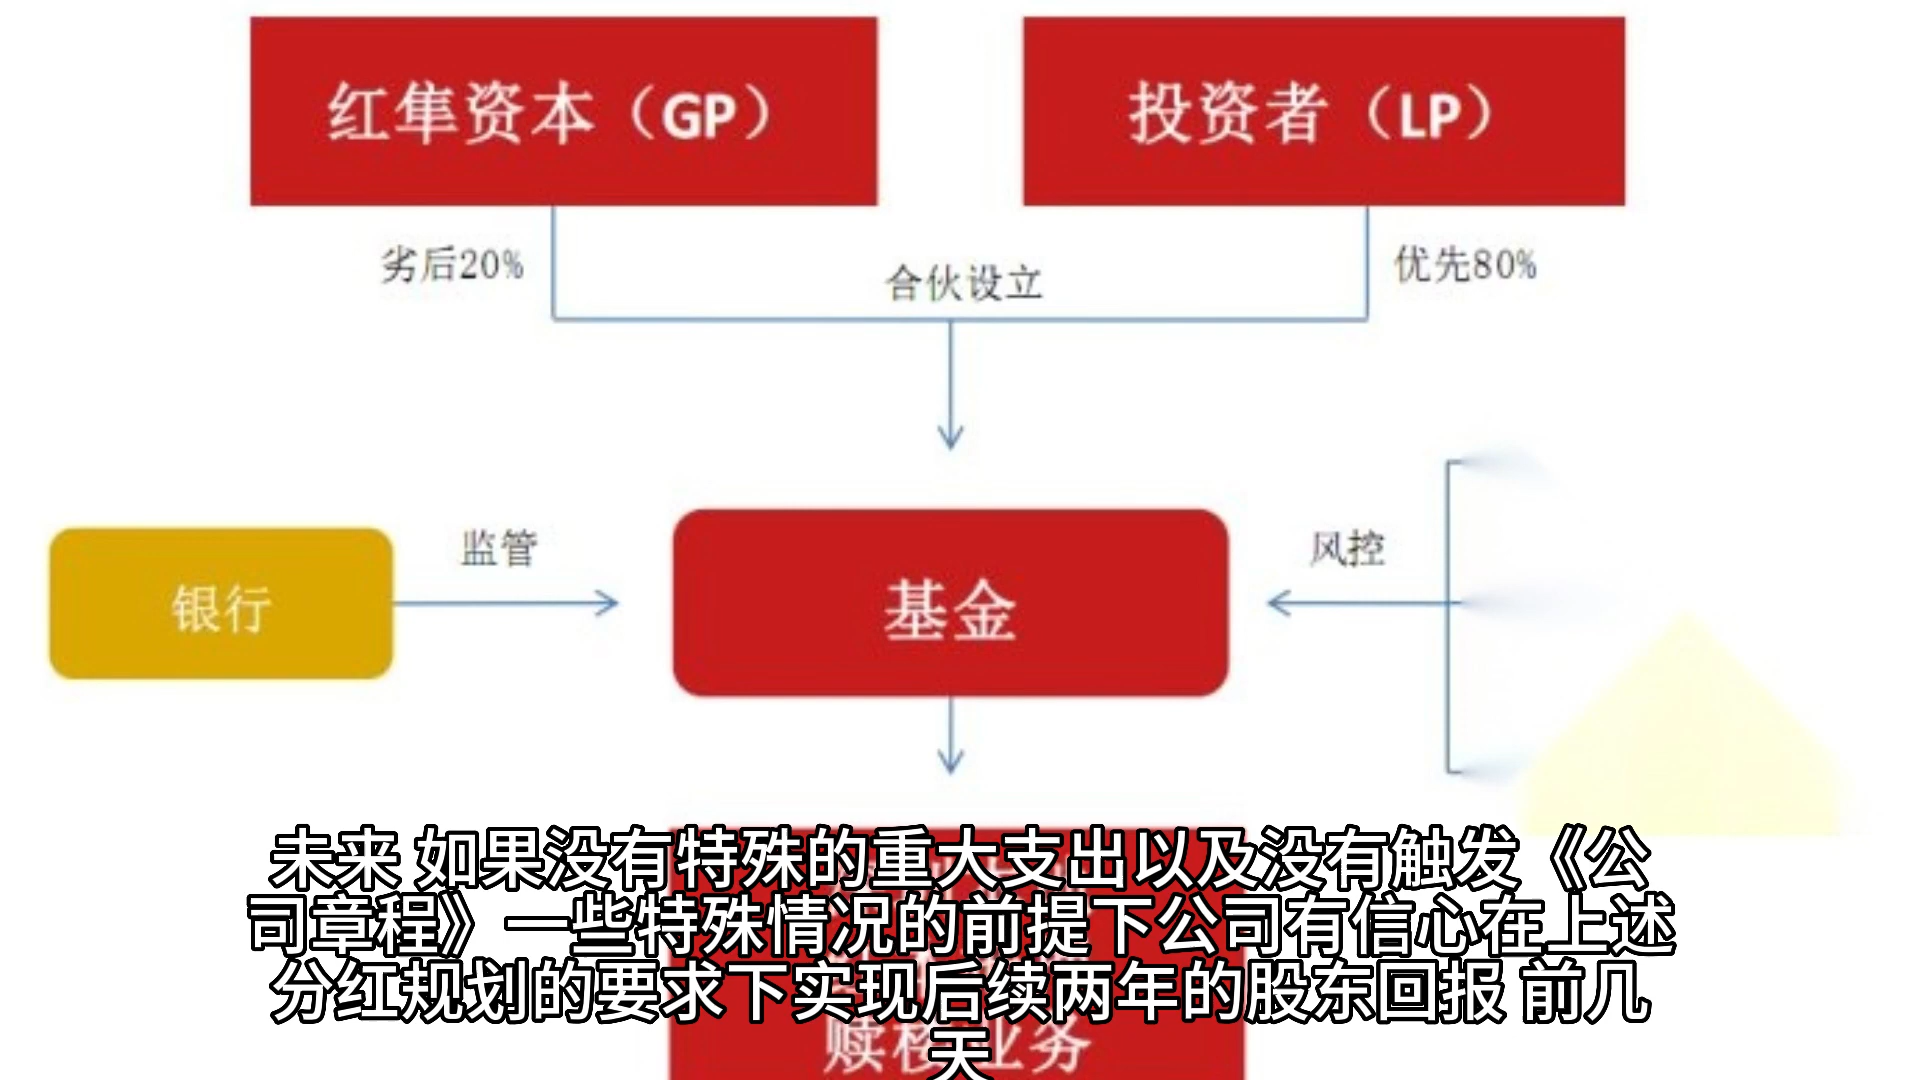 红隼资本（GP）
投资者（LP）
劣后20%
合伙设立
优先80%
银行
监管
基金
风控
未来 如果没有特殊的重大支出以及没有触发《公
司章程》一些特殊情况的前提下公司有信心在上述
分红规划的要求下实现后续两年的股东回报 前几
天